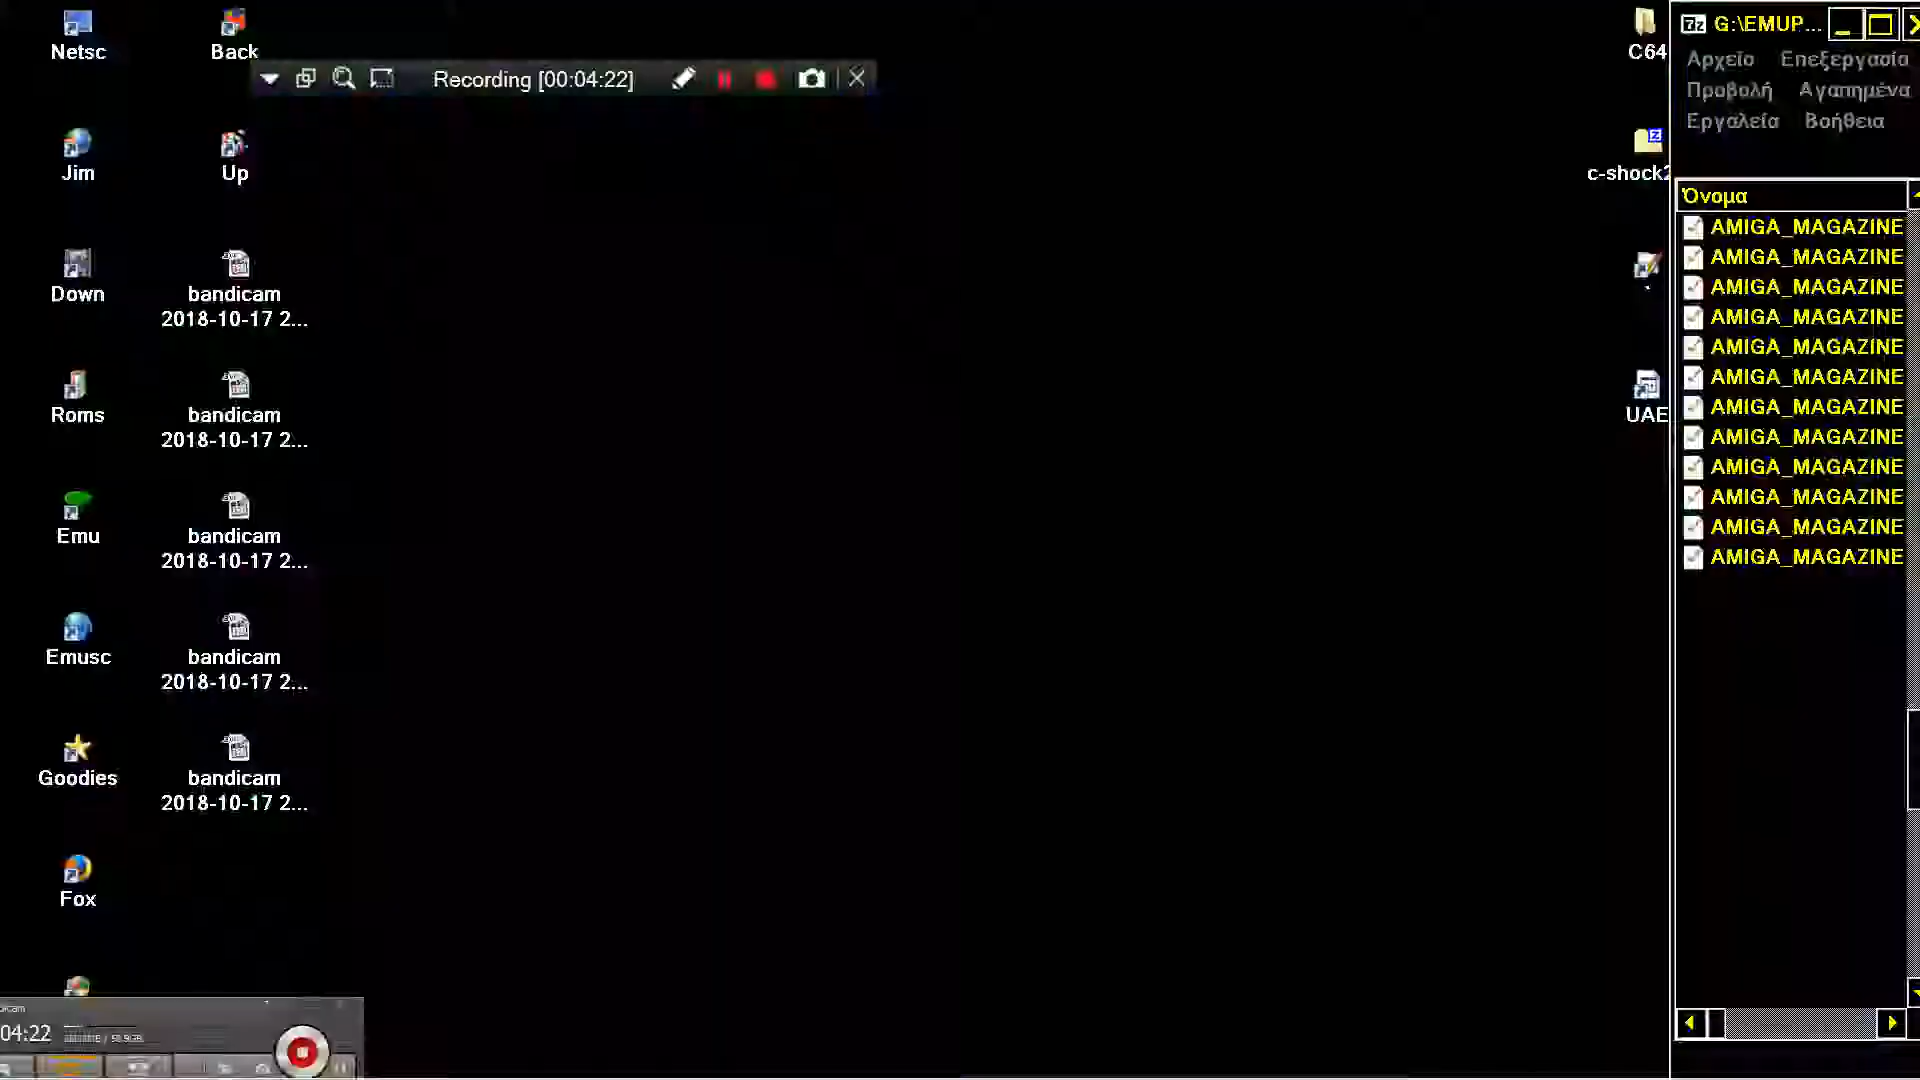 Netsc
Back
Recording [00:04:22]
C64
G:\EMUP...
Αρχείο Επεξεργασία
Προβολή Αγαπημένα
Εργαλεία Βοήθεια
Jim
Up
c-shock2
Όνομα
AMIGA_MAGAZINE
AMIGA_MAGAZINE
AMIGA_MAGAZINE
AMIGA_MAGAZINE
AMIGA_MAGAZINE
AMIGA_MAGAZINE
AMIGA_MAGAZINE
AMIGA_MAGAZINE
AMIGA_MAGAZINE
AMIGA_MAGAZINE
AMIGA_MAGAZINE
AMIGA_MAGAZINE
Down
bandicam
2018-10-17 2...
Roms
bandicam
2018-10-17 2...
UAE
Emu
bandicam
2018-10-17 2...
Emusc
bandicam
2018-10-17 2...
Goodies
bandicam
2018-10-17 2...
Fox
04:22